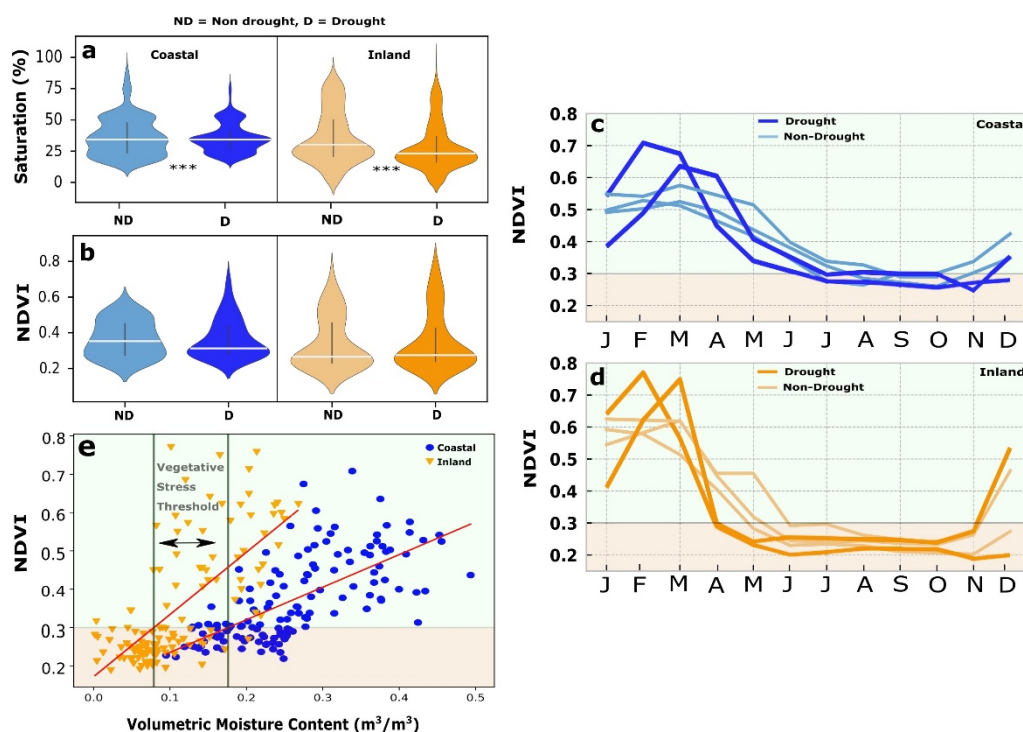 ND = Non drought, D = Drought
a
Coastal
Inland
Saturation (%)
100
75
50
25
0
***
***
ND
D
ND
D
b
NDVI
0.8
0.6
0.4
0.2
ND
D
ND
D
c
Drought
Non-Drought
Coasta
NDVI
0.8
0.7
0.6
0.5
0.4
0.3
0.2
J F M A M J J A S O N D
d
Drought
Non-Drought
Inland
NDVI
0.8
0.7
0.6
0.5
0.4
0.3
0.2
J F M A M J J A S O N D
e
Coastal
Inland
Vegetative
Stress
Threshold
NDVI
0.8
0.7
0.6
0.5
0.4
0.3
0.2
0.0 0.1 0.2 0.3 0.4 0.5
Volumetric Moisture Content (m³/m³)